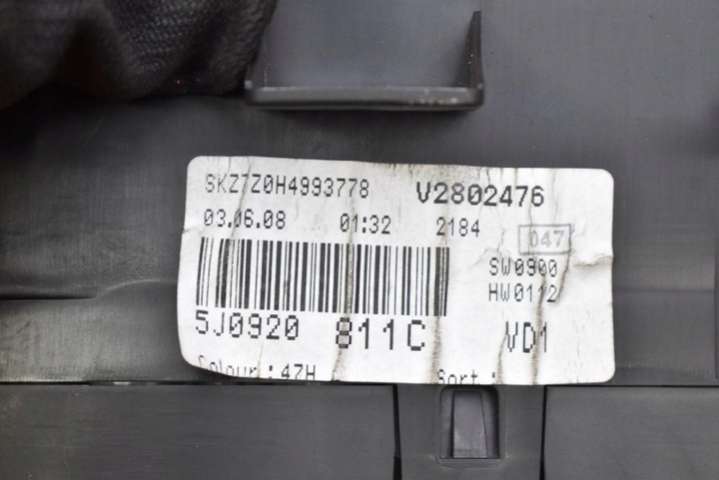 SKZ7Z0H4993778 V2802476
03.06.08 01:32 2184 047
SW0900
HW0112
5J0920 811C VD1
Colour : 47H Sort :